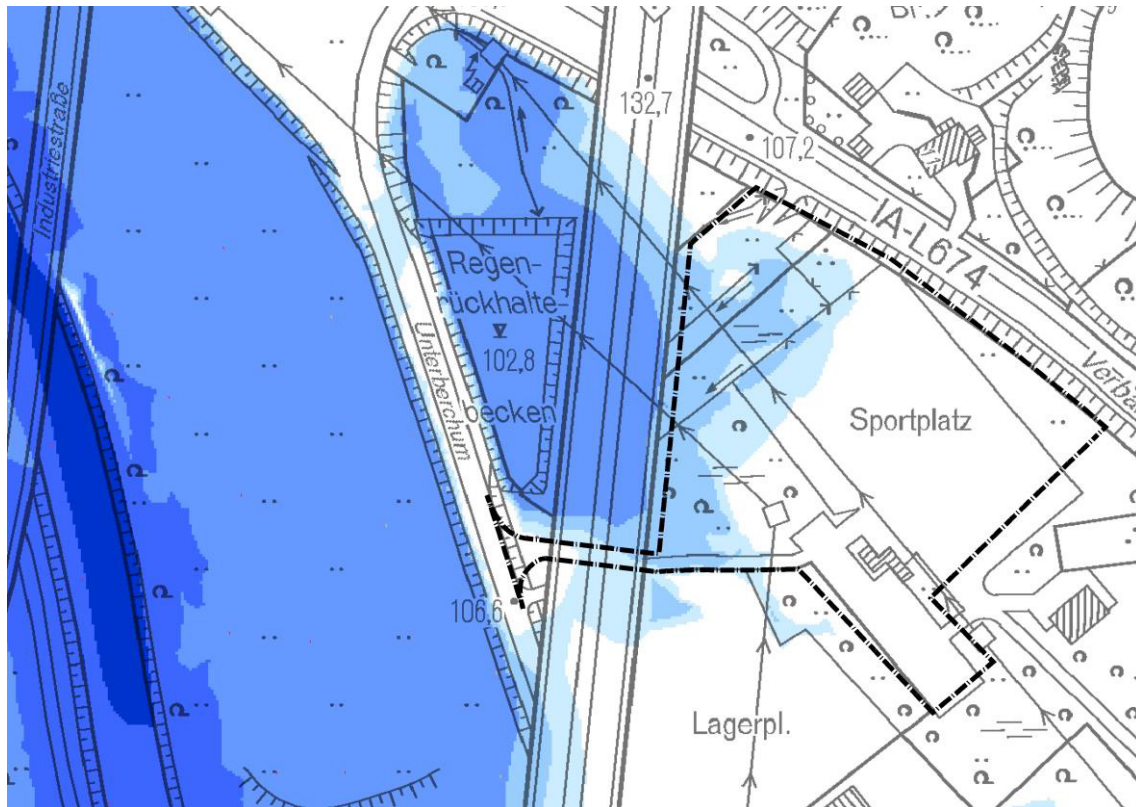 Industriestraße
132,7
107,2
IA-L674
Regen-
rückhalte-
102,8
becken
Unterberchum
Sportplatz
106,6
Lagerpl.